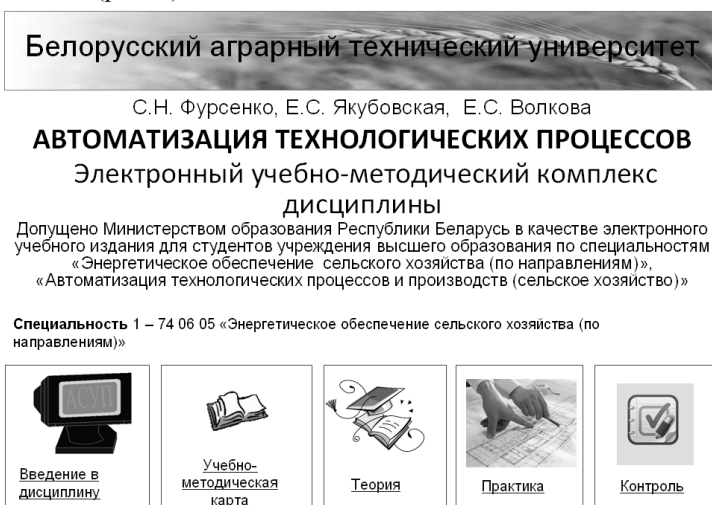 Белорусский аграрный технический университет
С.Н. Фурсенко, Е.С. Якубовская, Е.С. Волкова
АВТОМАТИЗАЦИЯ ТЕХНОЛОГИЧЕСКИХ ПРОЦЕССОВ
Электронный учебно-методический комплекс
дисциплины
Допущено Министерством образования Республики Беларусь в качестве электронного
учебного издания для студентов учреждения высшего образования по специальностям
«Энергетическое обеспечение сельского хозяйства (по направлениям)»,
«Автоматизация технологических процессов и производств (сельское хозяйство)»
Специальность 1 – 74 06 05 «Энергетическое обеспечение сельского хозяйства (по
направлениям)»
АСУП
Введение в
дисциплину
Учебно-
методическая
карта
Теория
Практика
Контроль